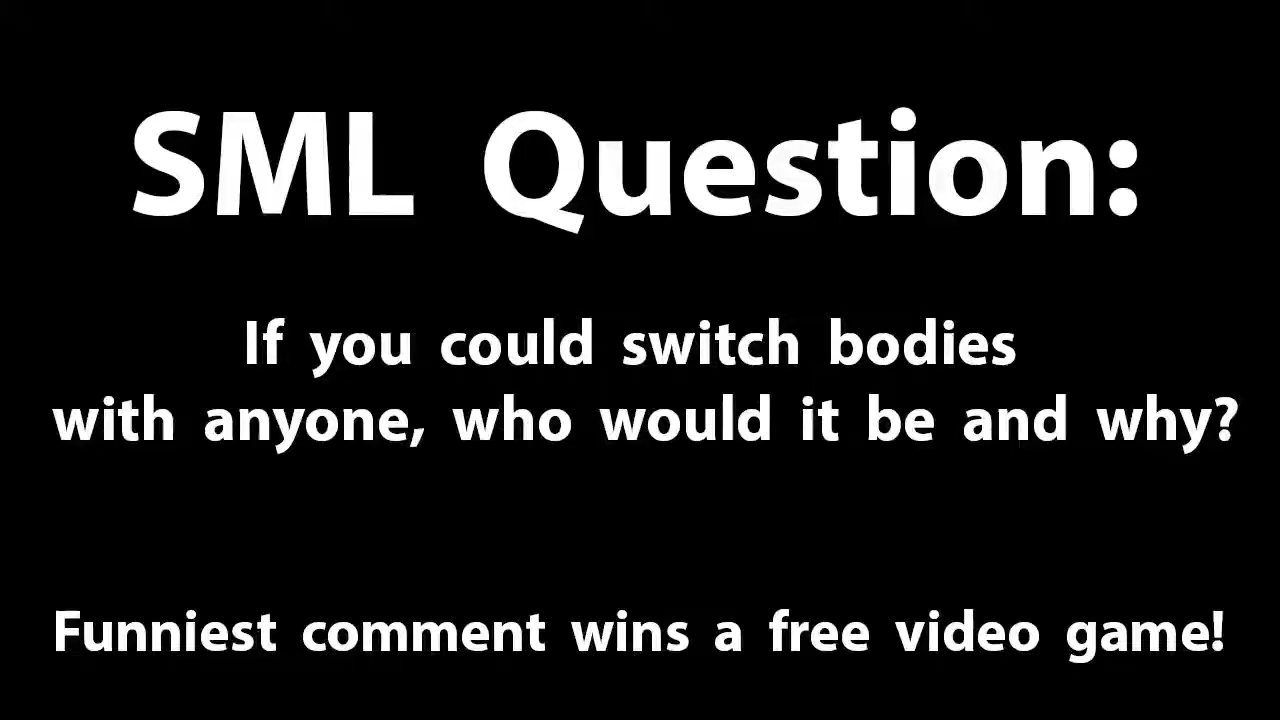 SML Question:
If you could switch bodies
with anyone, who would it be and why?
Funniest comment wins a free video game!